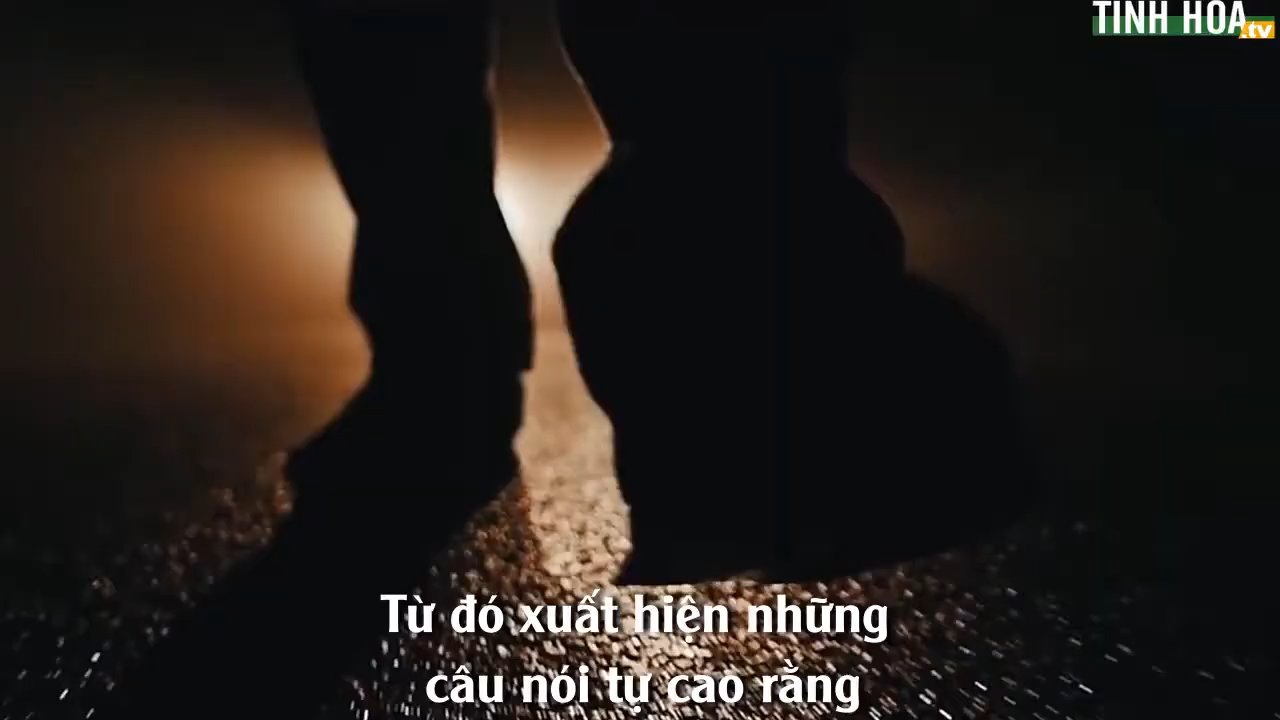 TINH HOA
.tv
Từ đó xuất hiện những
câu nói tự cao rằng